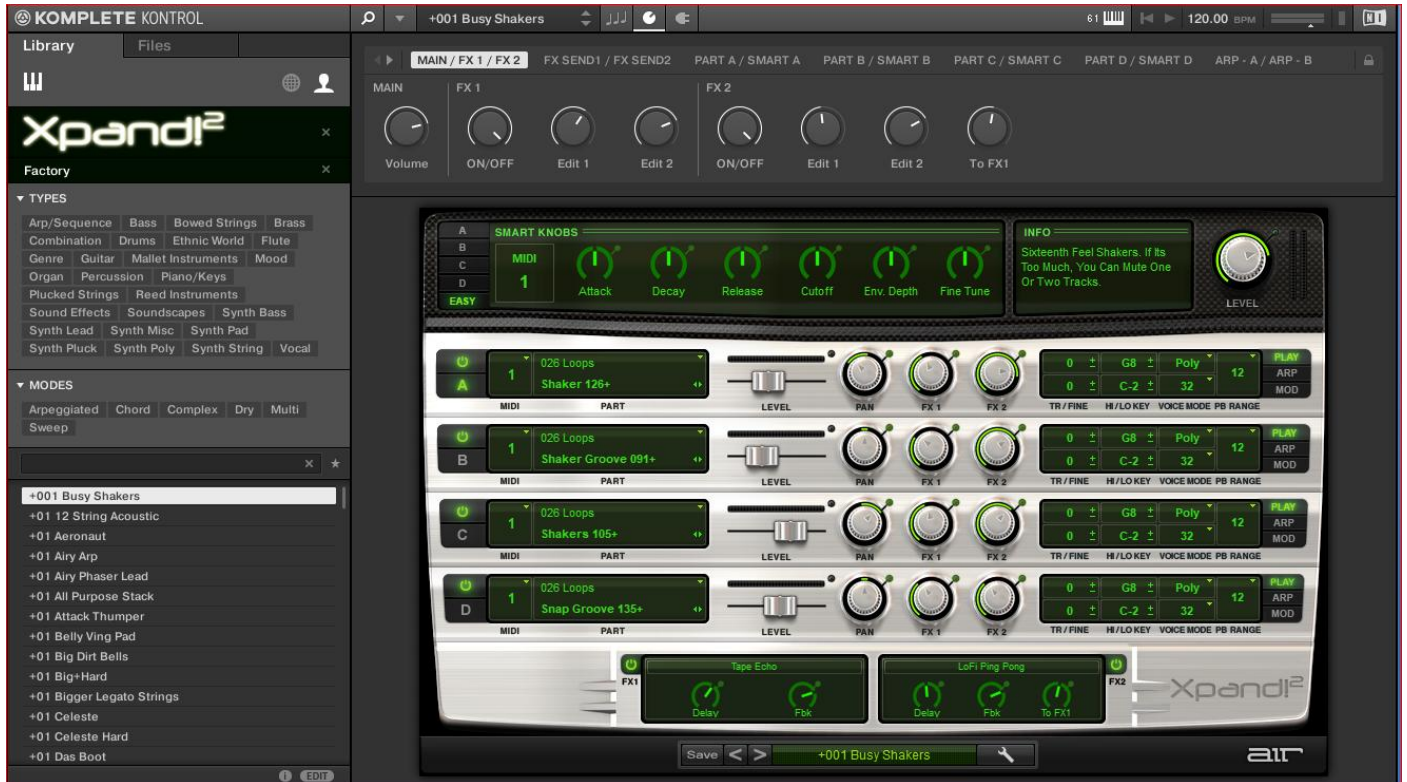 KOMPLETE KONTROL
+001 Busy Shakers
61
120.00 BPM
Library Files
MAIN / FX 1 / FX 2 FX SEND1 / FX SEND2 PART A / SMART A PART B / SMART B PART C / SMART C PART D / SMART D ARP - A / ARP - B
MAIN FX 1 FX 2
Volume ON/OFF Edit 1 Edit 2 ON/OFF Edit 1 Edit 2 To FX1
Xpand!²
Factory
TYPES
Arp/Sequence Bass Bowed Strings Brass
Combination Drums Ethnic World Flute
Genre Guitar Mallet Instruments Mood
Organ Percussion Piano/Keys
Plucked Strings Reed Instruments
Sound Effects Soundscapes Synth Bass
Synth Lead Synth Misc Synth Pad
Synth Pluck Synth Poly Synth String Vocal
MODES
Arpeggiated Chord Complex Dry Multi
Sweep
+001 Busy Shakers
+01 12 String Acoustic
+01 Aeronaut
+01 Airy Arp
+01 Airy Phaser Lead
+01 All Purpose Stack
+01 Attack Thumper
+01 Belly Ving Pad
+01 Big Dirt Bells
+01 Big+Hard
+01 Bigger Legato Strings
+01 Celeste
+01 Celeste Hard
+01 Das Boot
EDIT
A
B
C
D
EASY
SMART KNOBS
MIDI
1
Attack Decay Release Cutoff Env. Depth Fine Tune
INFO
Sixteenth Feel Shakers. If Its
Too Much, You Can Mute One
Or Two Tracks.
LEVEL
A 1 026 Loops
Shaker 126+
0 G8 Poly 12 PLAY
ARP
0 C-2 32 MOD
MIDI PART LEVEL PAN FX 1 FX 2 TR / FINE HI / LO KEY VOICE MODE PB RANGE
B 1 026 Loops
Shaker Groove 091+
0 G8 Poly 12 PLAY
ARP
0 C-2 32 MOD
MIDI PART LEVEL PAN FX 1 FX 2 TR / FINE HI / LO KEY VOICE MODE PB RANGE
C 1 026 Loops
Shakers 105+
0 G8 Poly 12 PLAY
ARP
0 C-2 32 MOD
MIDI PART LEVEL PAN FX 1 FX 2 TR / FINE HI / LO KEY VOICE MODE PB RANGE
D 1 026 Loops
Snap Groove 135+
0 G8 Poly 12 PLAY
ARP
0 C-2 32 MOD
MIDI PART LEVEL PAN FX 1 FX 2 TR / FINE HI / LO KEY VOICE MODE PB RANGE
FX1 Tape Echo
Delay Fbk
LoFi Ping Pong FX2
Delay Fbk To FX1
Xpand!²
Save < > +001 Busy Shakers
air